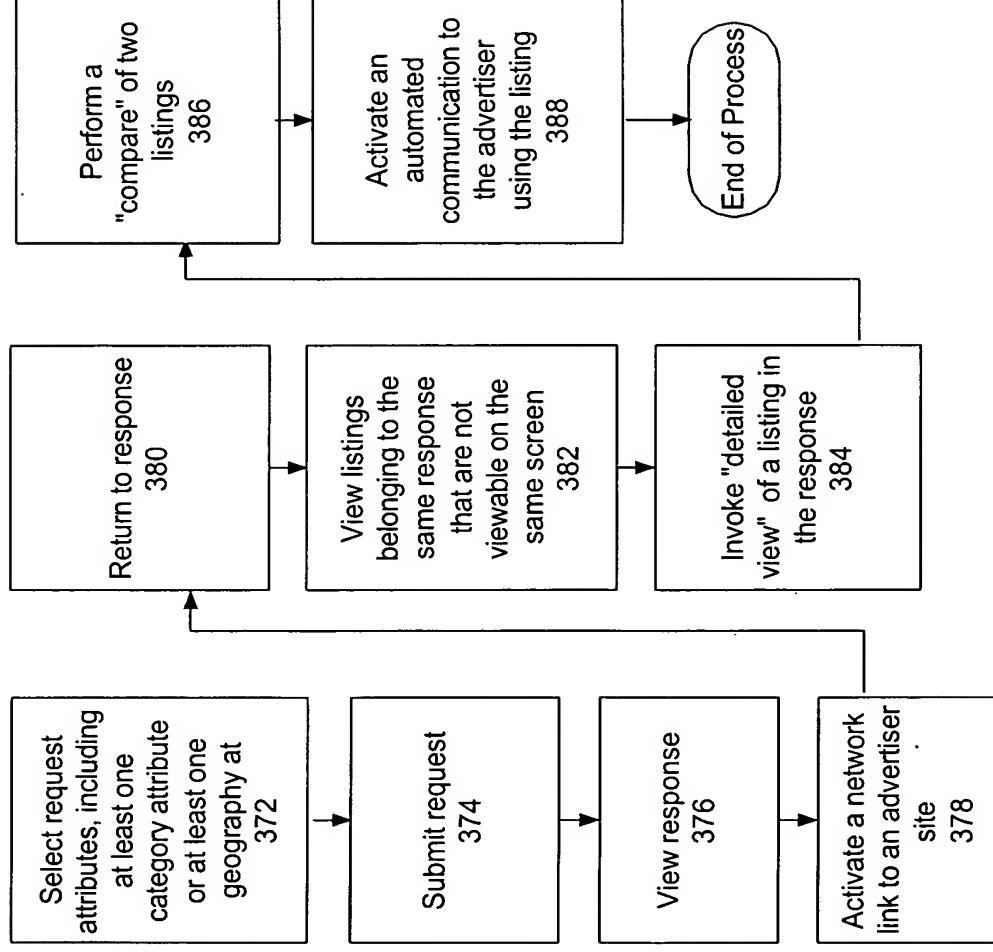 Select request
attributes, including
at least one
category attribute
or at least one
geography at
372
Submit request
374
View response
376
Activate a network
link to an advertiser
site
378
Return to response
380
View listings
belonging to the
same response
that are not
viewable on the
same screen
382
Invoke "detailed
view" of a listing in
the response
384
Perform a
"compare" of two
listings
386
Activate an
automated
communication to
the advertiser
using the listing
388
End of Process